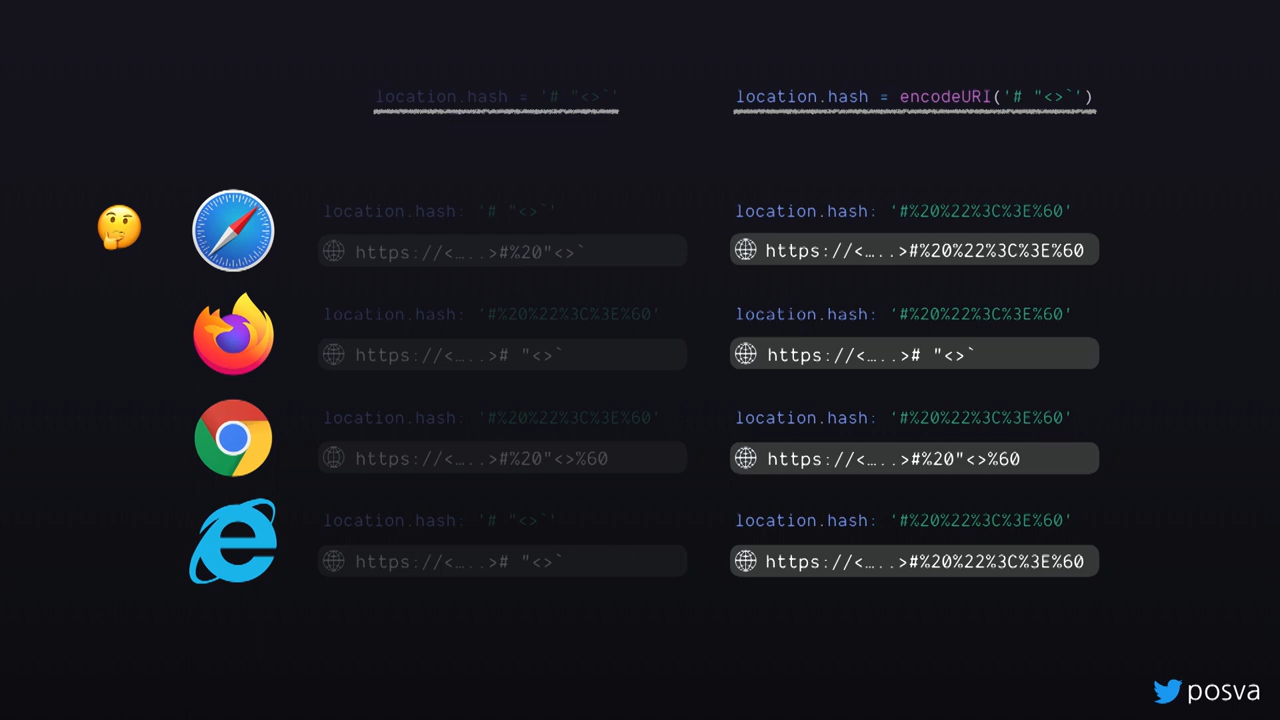 location.hash = '# "<>`'
location.hash = encodeURI('# "<>`')
location.hash: '# "<>`'
https://<…..>#%20"<>`
location.hash: '#%20%22%3C%3E%60'
https://<…..>#%20%22%3C%3E%60
location.hash: '#%20%22%3C%3E%60'
https://<…..># "<>`
location.hash: '#%20%22%3C%3E%60'
https://<…..># "<>`
location.hash: '#%20%22%3C%3E%60'
https://<…..>#%20"<>%60
location.hash: '#%20%22%3C%3E%60'
https://<…..>#%20"<>%60
location.hash: '# "<>`'
https://<…..># "<>`
location.hash: '#%20%22%3C%3E%60'
https://<…..>#%20%22%3C%3E%60
posva